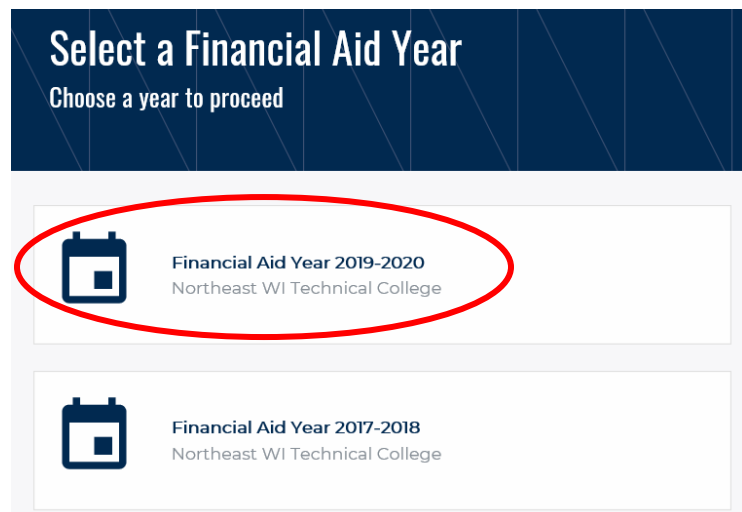 Select a Financial Aid Year
Choose a year to proceed
Financial Aid Year 2019-2020
Northeast WI Technical College
Financial Aid Year 2017-2018
Northeast WI Technical College